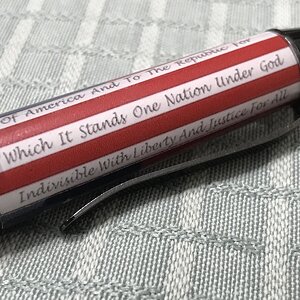 Of America And To The Republic For
Which It Stands One Nation Under God
Indivisible With Liberty And Justice For All